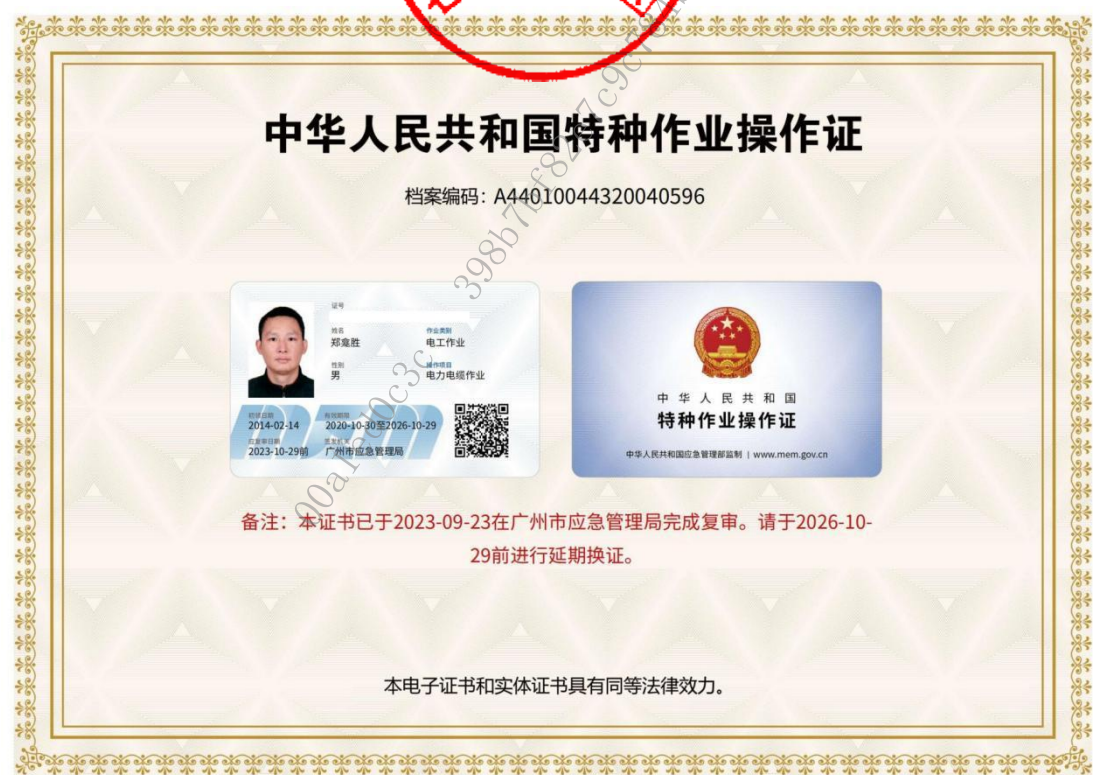 中华人民共和国特种作业操作证
档案编码：A44010044320040596
证号
姓名
郑龛胜
作业类别
电工作业
性别
男
操作项目
电力电缆作业
初领日期
2014-02-14
有效期限
2020-10-30至2026-10-29
应复审日期
2023-10-29前
签发机关
广州市应急管理局
中华人民共和国
特种作业操作证
中华人民共和国应急管理部监制 | www.mem.gov.cn
备注：本证书已于2023-09-23在广州市应急管理局完成复审。请于2026-10-
29前进行延期换证。
本电子证书和实体证书具有同等法律效力。